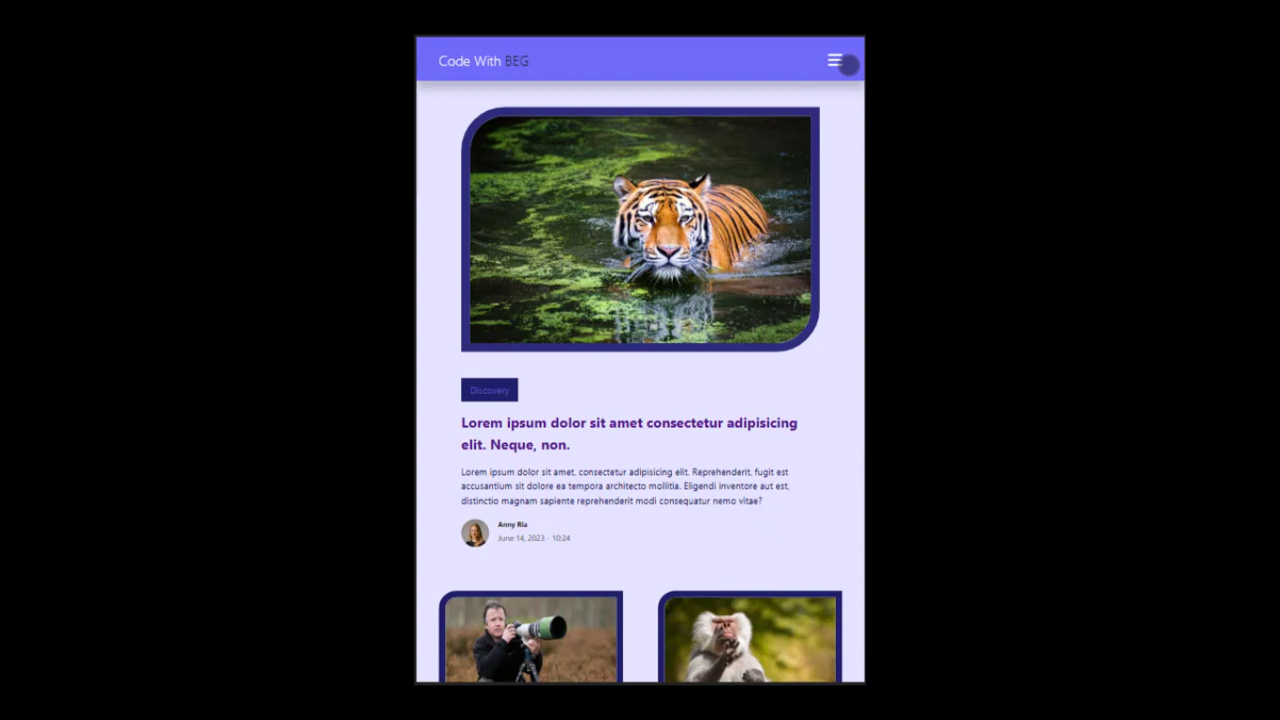 Code With BEG
Discovery
Lorem ipsum dolor sit amet consectetur adipisicing
elit. Neque, non.
Lorem ipsum dolor sit amet, consectetur adipisicing elit. Reprehenderit, fugit est
accusantium sit dolore ea tempora architecto mollitia. Eligendi inventore aut est,
distinctio magnam sapiente reprehenderit modi consequatur nemo vitae?
Anny Ria
June 14, 2023 - 10:24